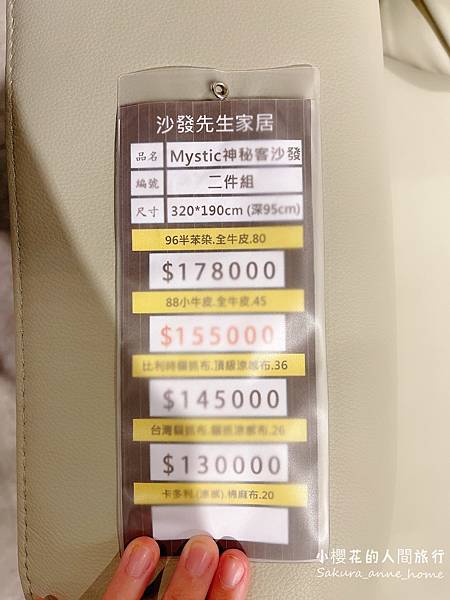 沙發先生家居
品名 Mystic神秘客沙發
編號 二件組
尺寸 320*190cm (深95cm)
96半苯染.全牛皮.80
$178000
88小牛皮.全牛皮.45
$155000
比利時貓抓布.頂級涼感布.36
$145000
台灣貓抓布.貓抓涼感布.26
$130000
卡多利.(涼感).棉麻布.20
小櫻花的人間旅行
Sakura_anne_home